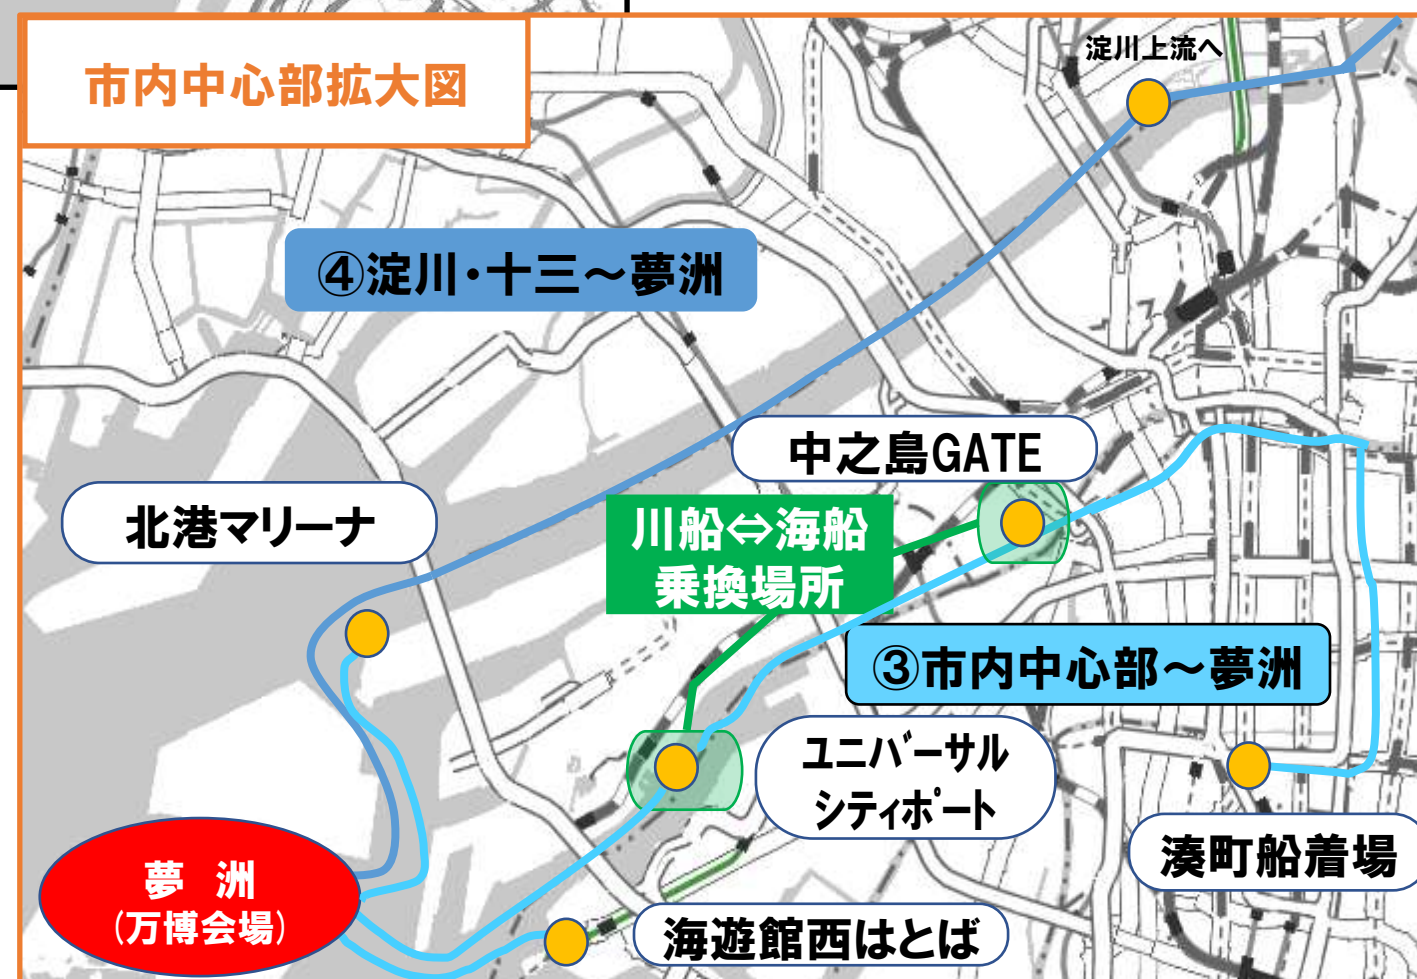 市内中心部拡大図
淀川上流へ
④淀川・十三～夢洲
中之島GATE
北港マリーナ
川船⇔海船
乗換場所
③市内中心部～夢洲
ユニバーサル
シティポート
湊町船着場
夢 洲
(万博会場)
海遊館西はとば